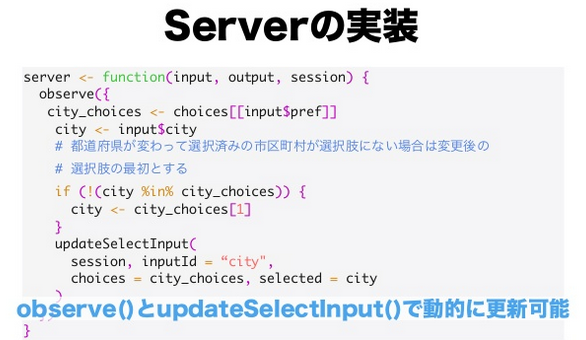 Serverの実装
server <- function(input, output, session) {
  observe({
   city_choices <- choices[[input$pref]]
    city <- input$city
    # 都道府県が変わって選択済みの市区町村が選択肢にない場合は変更後の
    # 選択肢の最初とする
    if (!(city %in% city_choices)) {
      city <- city_choices[1]
    }
    updateSelectInput(
      session, inputId = “city",
      choices = city_choices, selected = city
    )
observe()とupdateSelectInput()で動的に更新可能
}